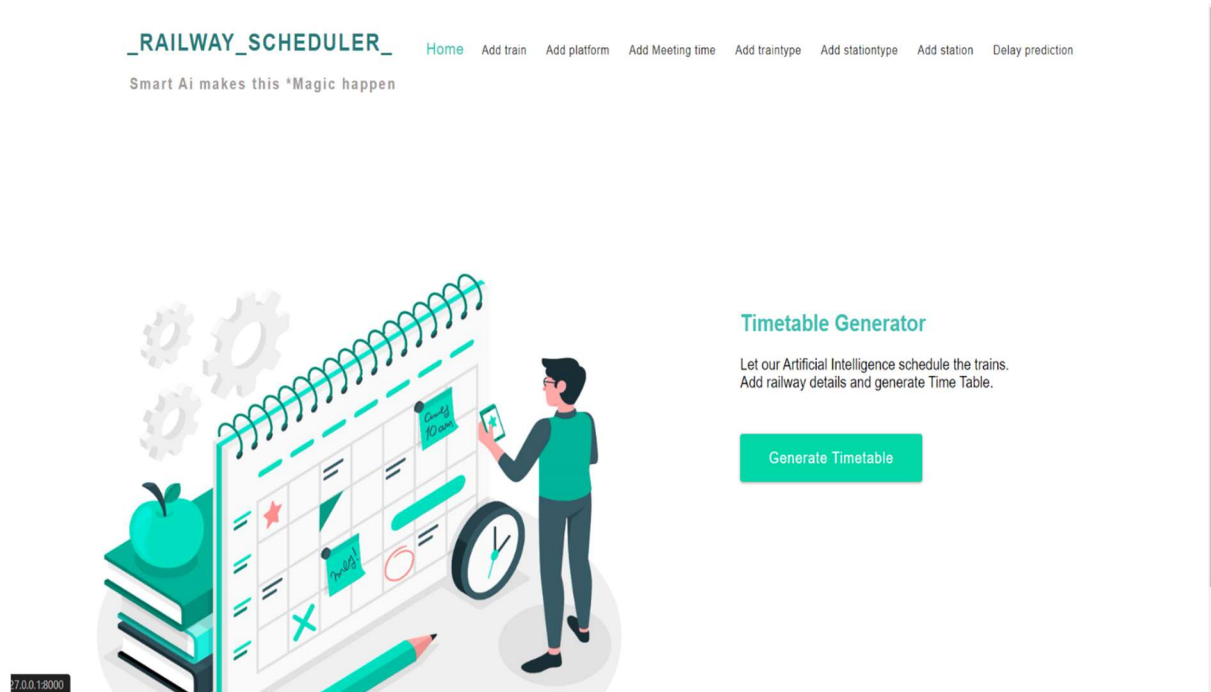 _RAILWAY_SCHEDULER_
Smart Ai makes this *Magic happen
Home Add train Add platform Add Meeting time Add traintype Add stationtype Add station Delay prediction
Timetable Generator
Let our Artificial Intelligence schedule the trains.
Add railway details and generate Time Table.
Generate Timetable
10am
27.0.0.1:8000